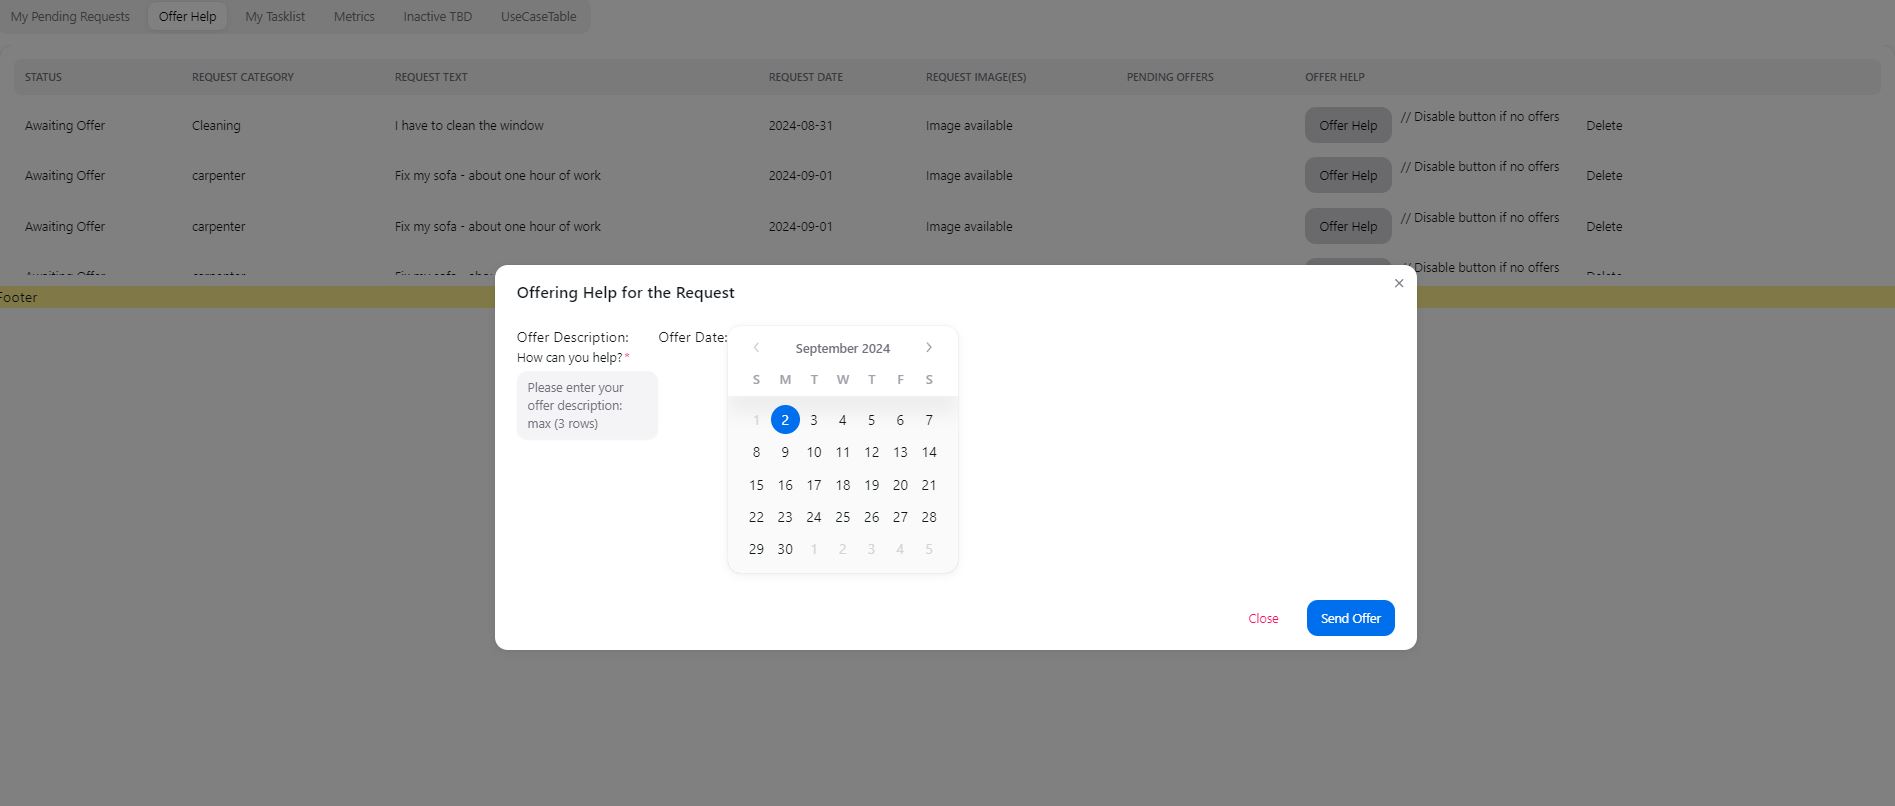 My Pending Requests Offer Help My Tasklist Metrics Inactive TBD UseCaseTable
STATUS REQUEST CATEGORY REQUEST TEXT REQUEST DATE REQUEST IMAGE(ES) PENDING OFFERS OFFER HELP
Awaiting Offer Cleaning I have to clean the window 2024-08-31 Image available Offer Help // Disable button if no offers Delete
Awaiting Offer carpenter Fix my sofa - about one hour of work 2024-09-01 Image available Offer Help // Disable button if no offers Delete
Awaiting Offer carpenter Fix my sofa - about one hour of work 2024-09-01 Image available Offer Help // Disable button if no offers Delete
Awaiting Offer carpenter Fix my sofa - / Disable button if no offers Delete
Footer
Offering Help for the Request
Offer Description: Offer Date:
How can you help?*
Please enter your
offer description:
max (3 rows)
September 2024
S M T W T F S
1 2 3 4 5 6 7
8 9 10 11 12 13 14
15 16 17 18 19 20 21
22 23 24 25 26 27 28
29 30 1 2 3 4 5
Close Send Offer